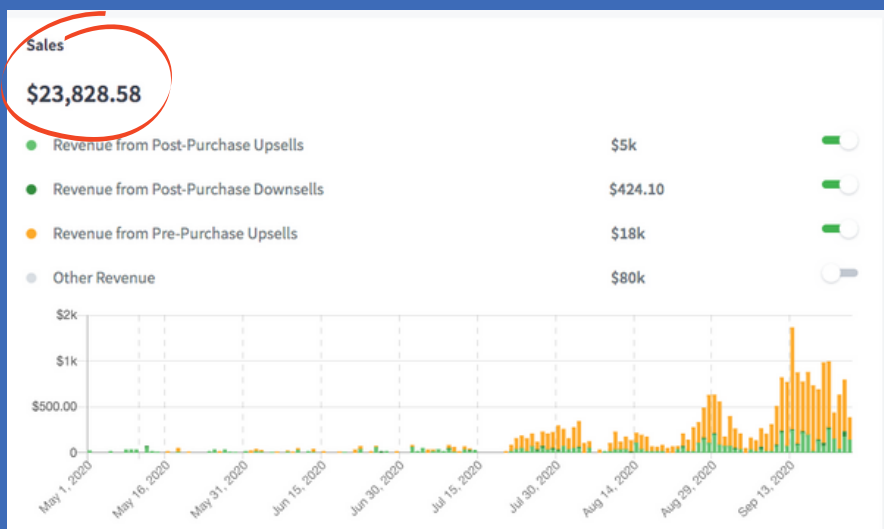 Sales
$23,828.58
Revenue from Post-Purchase Upsells $5k
Revenue from Post-Purchase Downsells $424.10
Revenue from Pre-Purchase Upsells $18k
Other Revenue $80k
$2k
$1k
$500.00
0
May 1, 2020 May 16, 2020 May 31, 2020 Jun 15, 2020 Jun 30, 2020 Jul 15, 2020 Jul 30, 2020 Aug 14, 2020 Aug 29, 2020 Sep 13, 2020